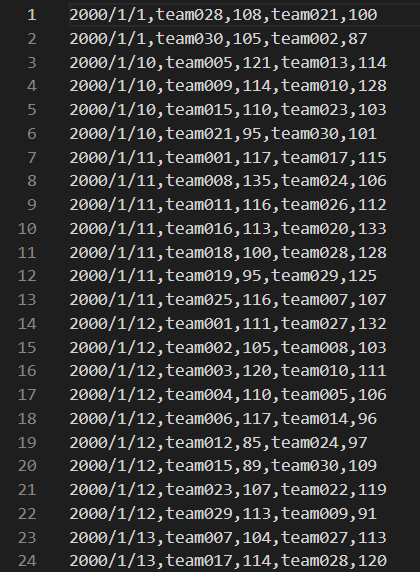 1 2000/1/1,team028,108,team021,100
2 2000/1/1,team030,105,team002,87
3 2000/1/10,team005,121,team013,114
4 2000/1/10,team009,114,team010,128
5 2000/1/10,team015,110,team023,103
6 2000/1/10,team021,95,team030,101
7 2000/1/11,team001,117,team017,115
8 2000/1/11,team008,135,team024,106
9 2000/1/11,team011,116,team026,112
10 2000/1/11,team016,113,team020,133
11 2000/1/11,team018,100,team028,128
12 2000/1/11,team019,95,team029,125
13 2000/1/11,team025,116,team007,107
14 2000/1/12,team001,111,team027,132
15 2000/1/12,team002,105,team008,103
16 2000/1/12,team003,120,team010,111
17 2000/1/12,team004,110,team005,106
18 2000/1/12,team006,117,team014,96
19 2000/1/12,team012,85,team024,97
20 2000/1/12,team015,89,team030,109
21 2000/1/12,team023,107,team022,119
22 2000/1/12,team029,113,team009,91
23 2000/1/13,team007,104,team027,113
24 2000/1/13,team017,114,team028,120